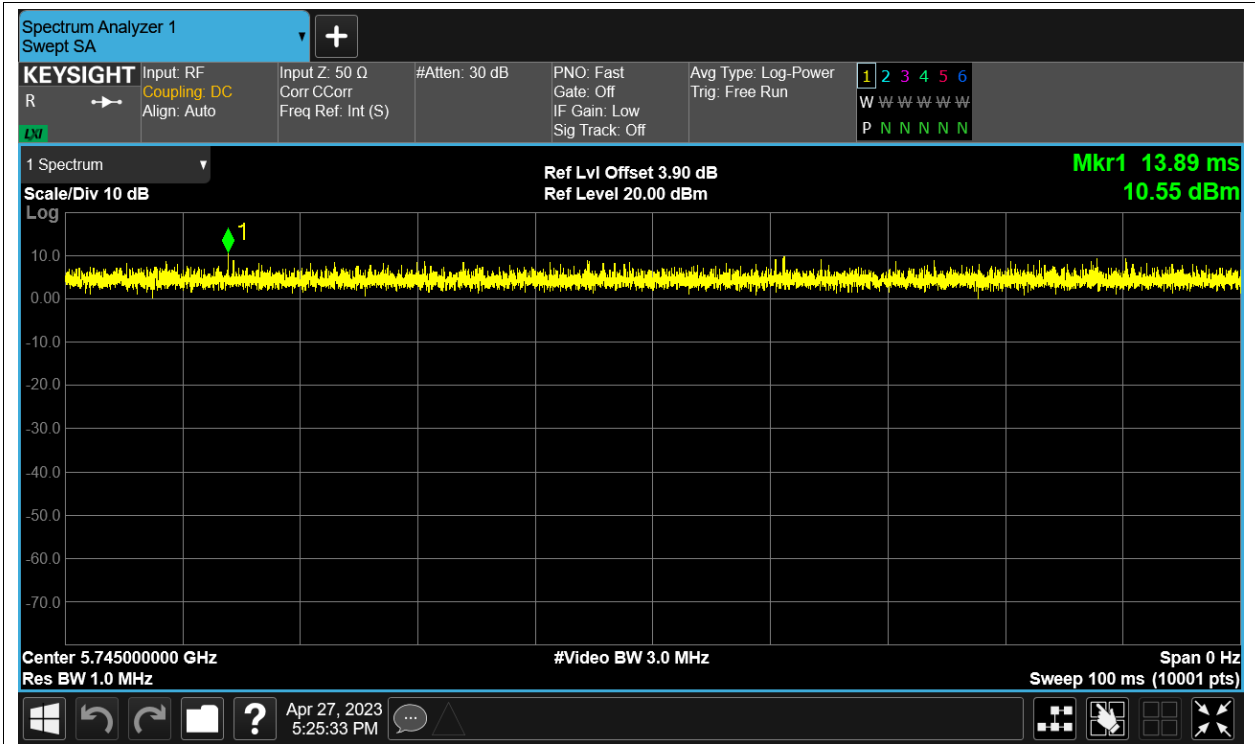 Spectrum Analyzer 1
Swept SA
KEYSIGHT
R
LXI
Input: RF
Coupling: DC
Align: Auto
Input Z: 50 Ω
Corr CCorr
Freq Ref: Int (S)
#Atten: 30 dB
PNO: Fast
Gate: Off
IF Gain: Low
Sig Track: Off
Avg Type: Log-Power
Trig: Free Run
1 2 3 4 5 6
W W W W W W
P N N N N N
1 Spectrum
Scale/Div 10 dB
Log
Ref Lvl Offset 3.90 dB
Ref Level 20.00 dBm
Mkr1 13.89 ms
10.55 dBm
1
10.0
0.00
-10.0
-20.0
-30.0
-40.0
-50.0
-60.0
-70.0
Center 5.745000000 GHz
Res BW 1.0 MHz
#Video BW 3.0 MHz
Span 0 Hz
Sweep 100 ms (10001 pts)
?
Apr 27, 2023
5:25:33 PM